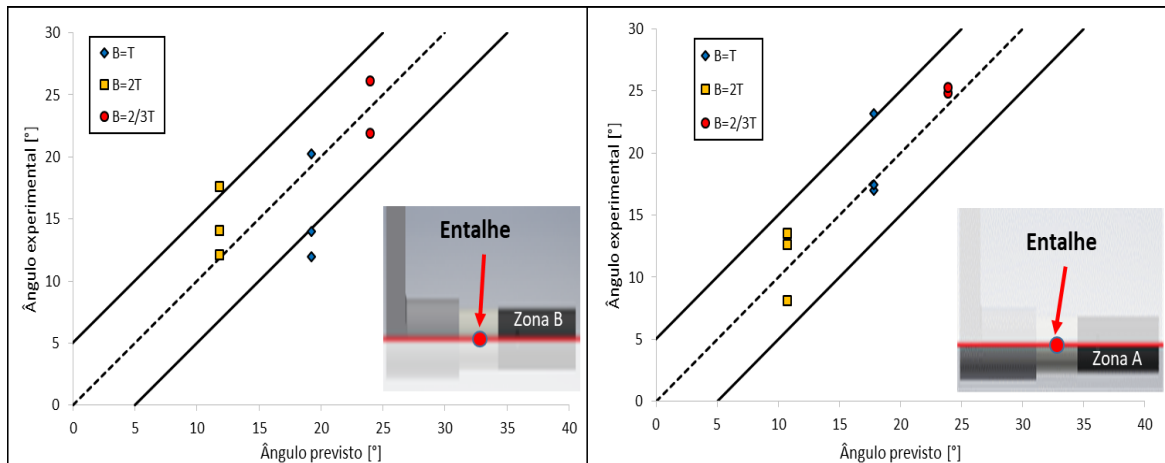 30
25
20
15
10
5
0
Ângulo experimental [°]
B=T
B=2T
B=2/3T
Entalhe
Zona B
0 5 10 15 20 25 30 35 40
Ângulo previsto [°]
30
25
20
15
10
5
0
Ângulo experimental [°]
B=T
B=2T
B=2/3T
Entalhe
Zona A
0 5 10 15 20 25 30 35 40
Ângulo previsto [°]